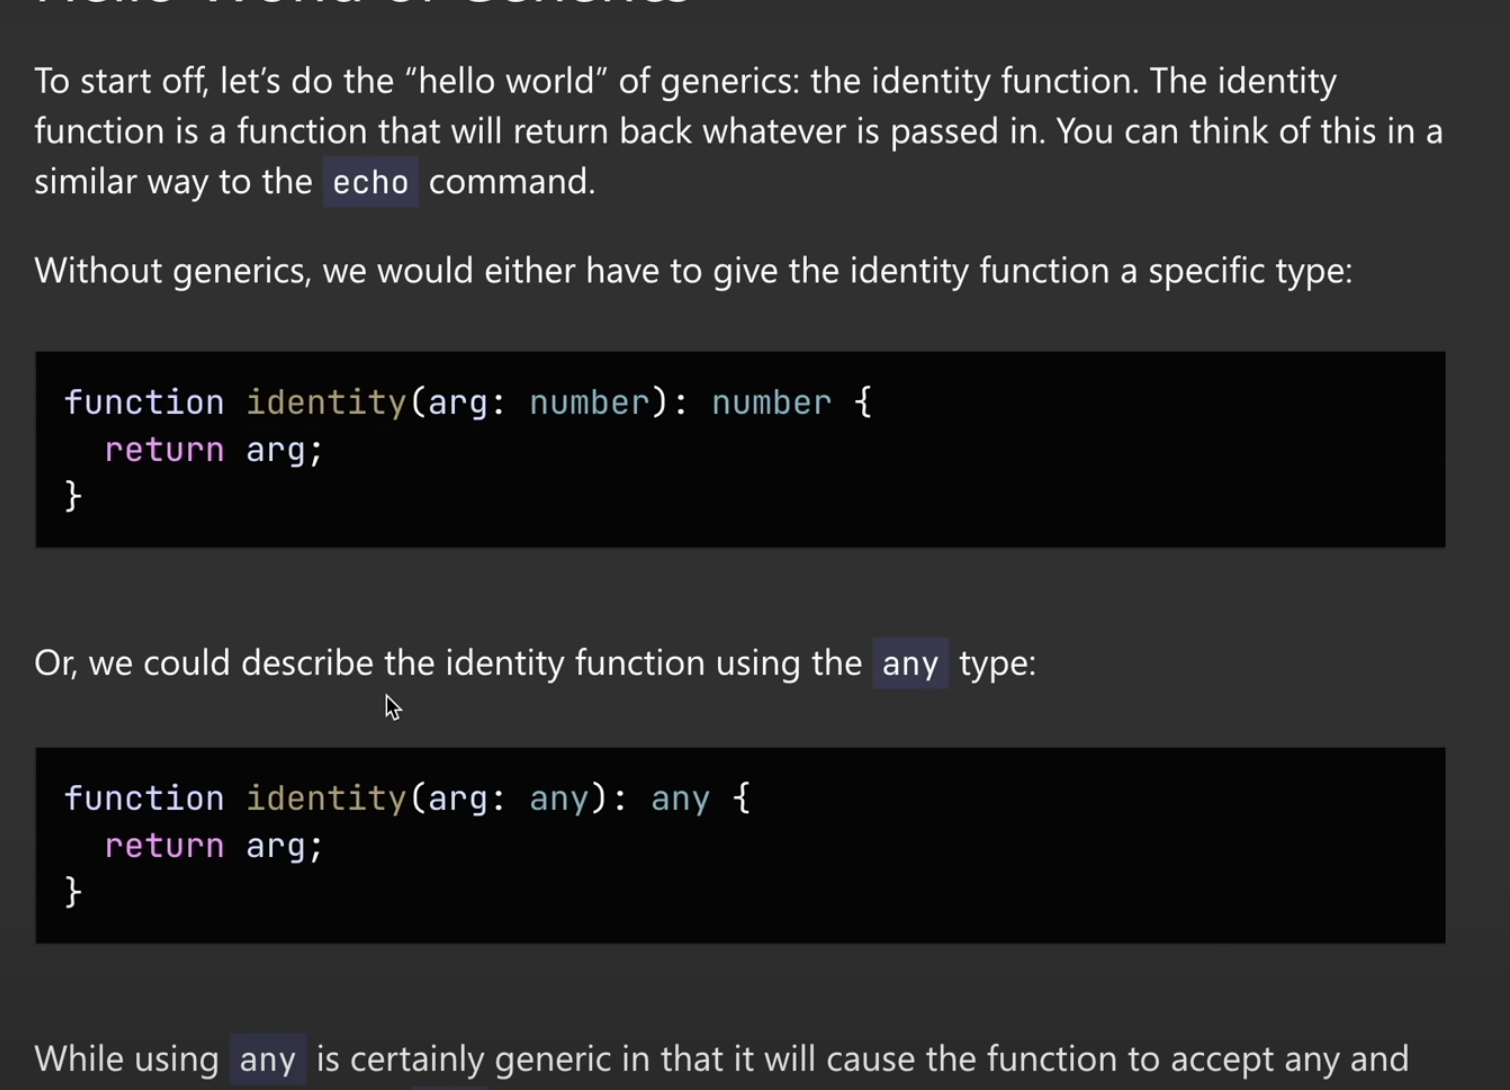 To start off, let’s do the “hello world” of generics: the identity function. The identity
function is a function that will return back whatever is passed in. You can think of this in a
similar way to the echo command.
Without generics, we would either have to give the identity function a specific type:
function identity(arg: number): number {
  return arg;
}
Or, we could describe the identity function using the any type:
function identity(arg: any): any {
  return arg;
}
While using any is certainly generic in that it will cause the function to accept any and